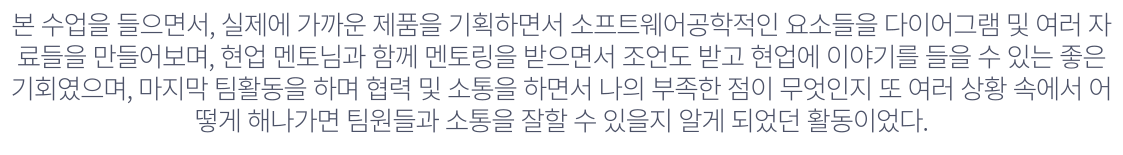 본 수업을 들으면서, 실제에 가까운 제품을 기획하면서 소프트웨어공학적인 요소들을 다이어그램 및 여러 자
료들을 만들어보며, 현업 멘토님과 함께 멘토링을 받으면서 조언도 받고 현업에 이야기를 들을 수 있는 좋은
기회였으며, 마지막 팀활동을 하며 협력 및 소통을 하면서 나의 부족한 점이 무엇인지 또 여러 상황 속에서 어
떻게 해나가면 팀원들과 소통을 잘할 수 있을지 알게 되었던 활동이었다.